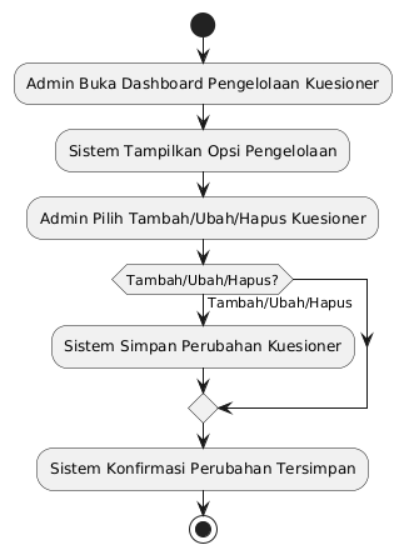 Admin Buka Dashboard Pengelolaan Kuesioner
Sistem Tampilkan Opsi Pengelolaan
Admin Pilih Tambah/Ubah/Hapus Kuesioner
Tambah/Ubah/Hapus?
Tambah/Ubah/Hapus
Sistem Simpan Perubahan Kuesioner
Sistem Konfirmasi Perubahan Tersimpan